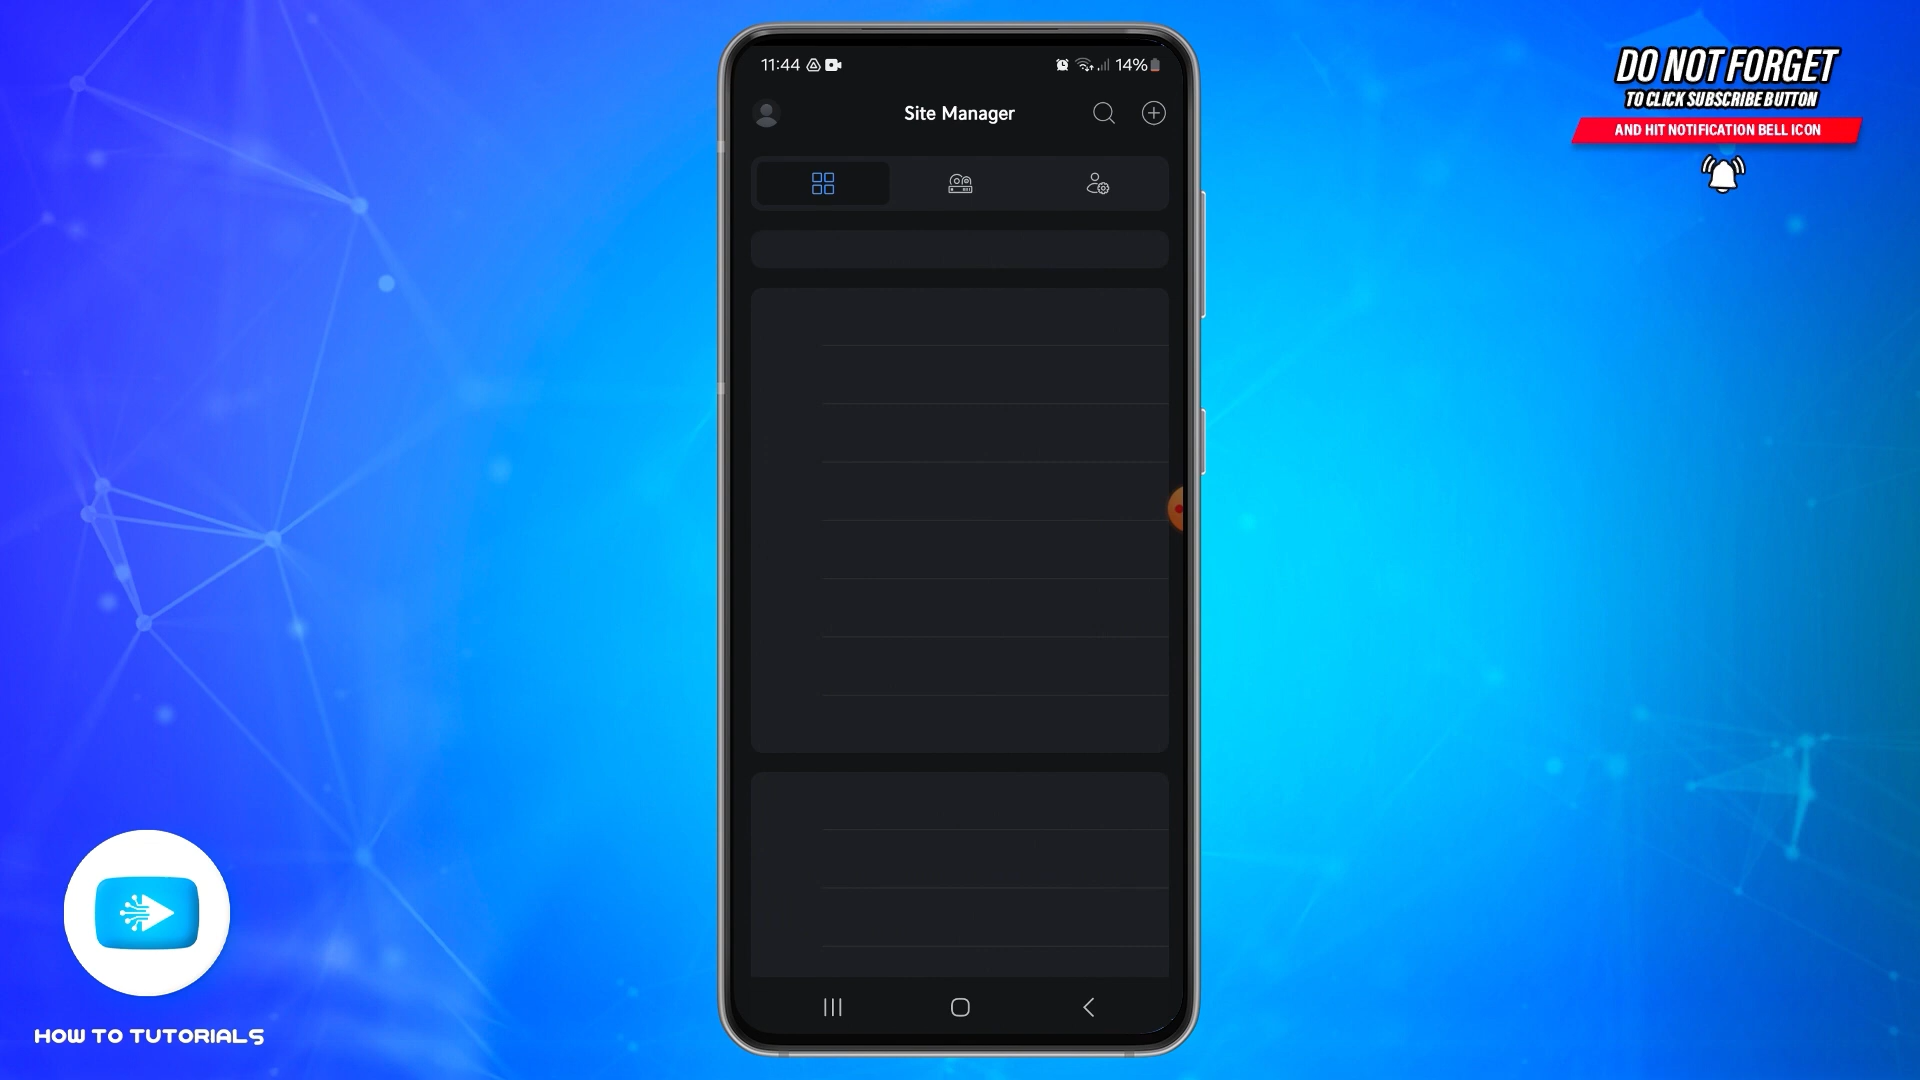 DO NOT FORGET
TO CLICK SUBSCRIBE BUTTON
AND HIT NOTIFICATION BELL ICON
11:44
14%
Site Manager
HOW TO TUTORIALS